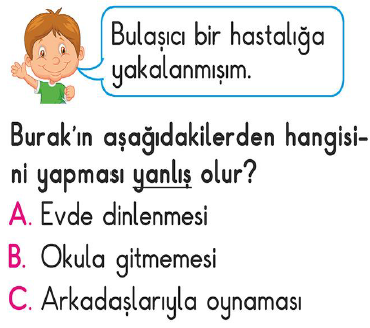 Bulaşıcı bir hastalığa
yakalanmışım.
Burak'ın aşağıdakilerden hangisi-
ni yapması yanlış olur?
A. Evde dinlenmesi
B. Okula gitmemesi
C. Arkadaşlarıyla oynaması